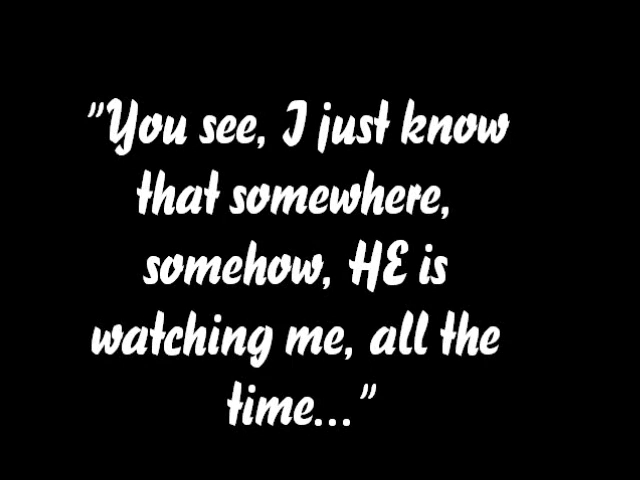 "You see, I just know
that somewhere,
somehow, HE is
watching me, all the
time..."